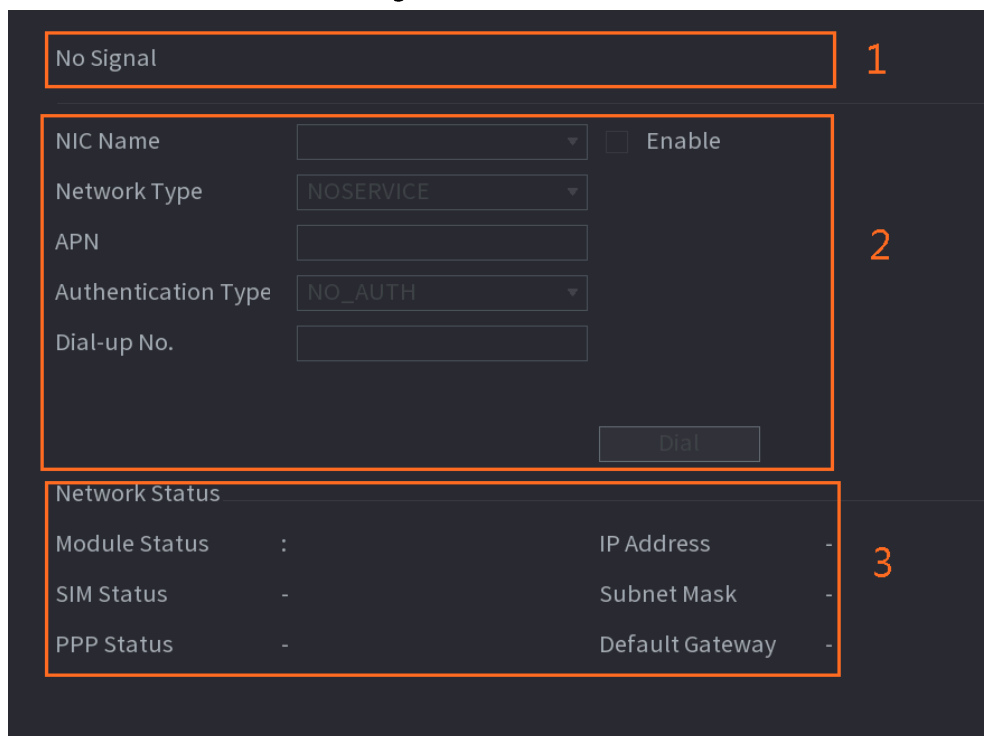 No Signal
1
NIC Name
Enable
Network Type NOSERVICE
APN
2
Authentication Type NO_AUTH
Dial-up No.
Dial
Network Status
Module Status : IP Address -
3
SIM Status - Subnet Mask -
PPP Status - Default Gateway -